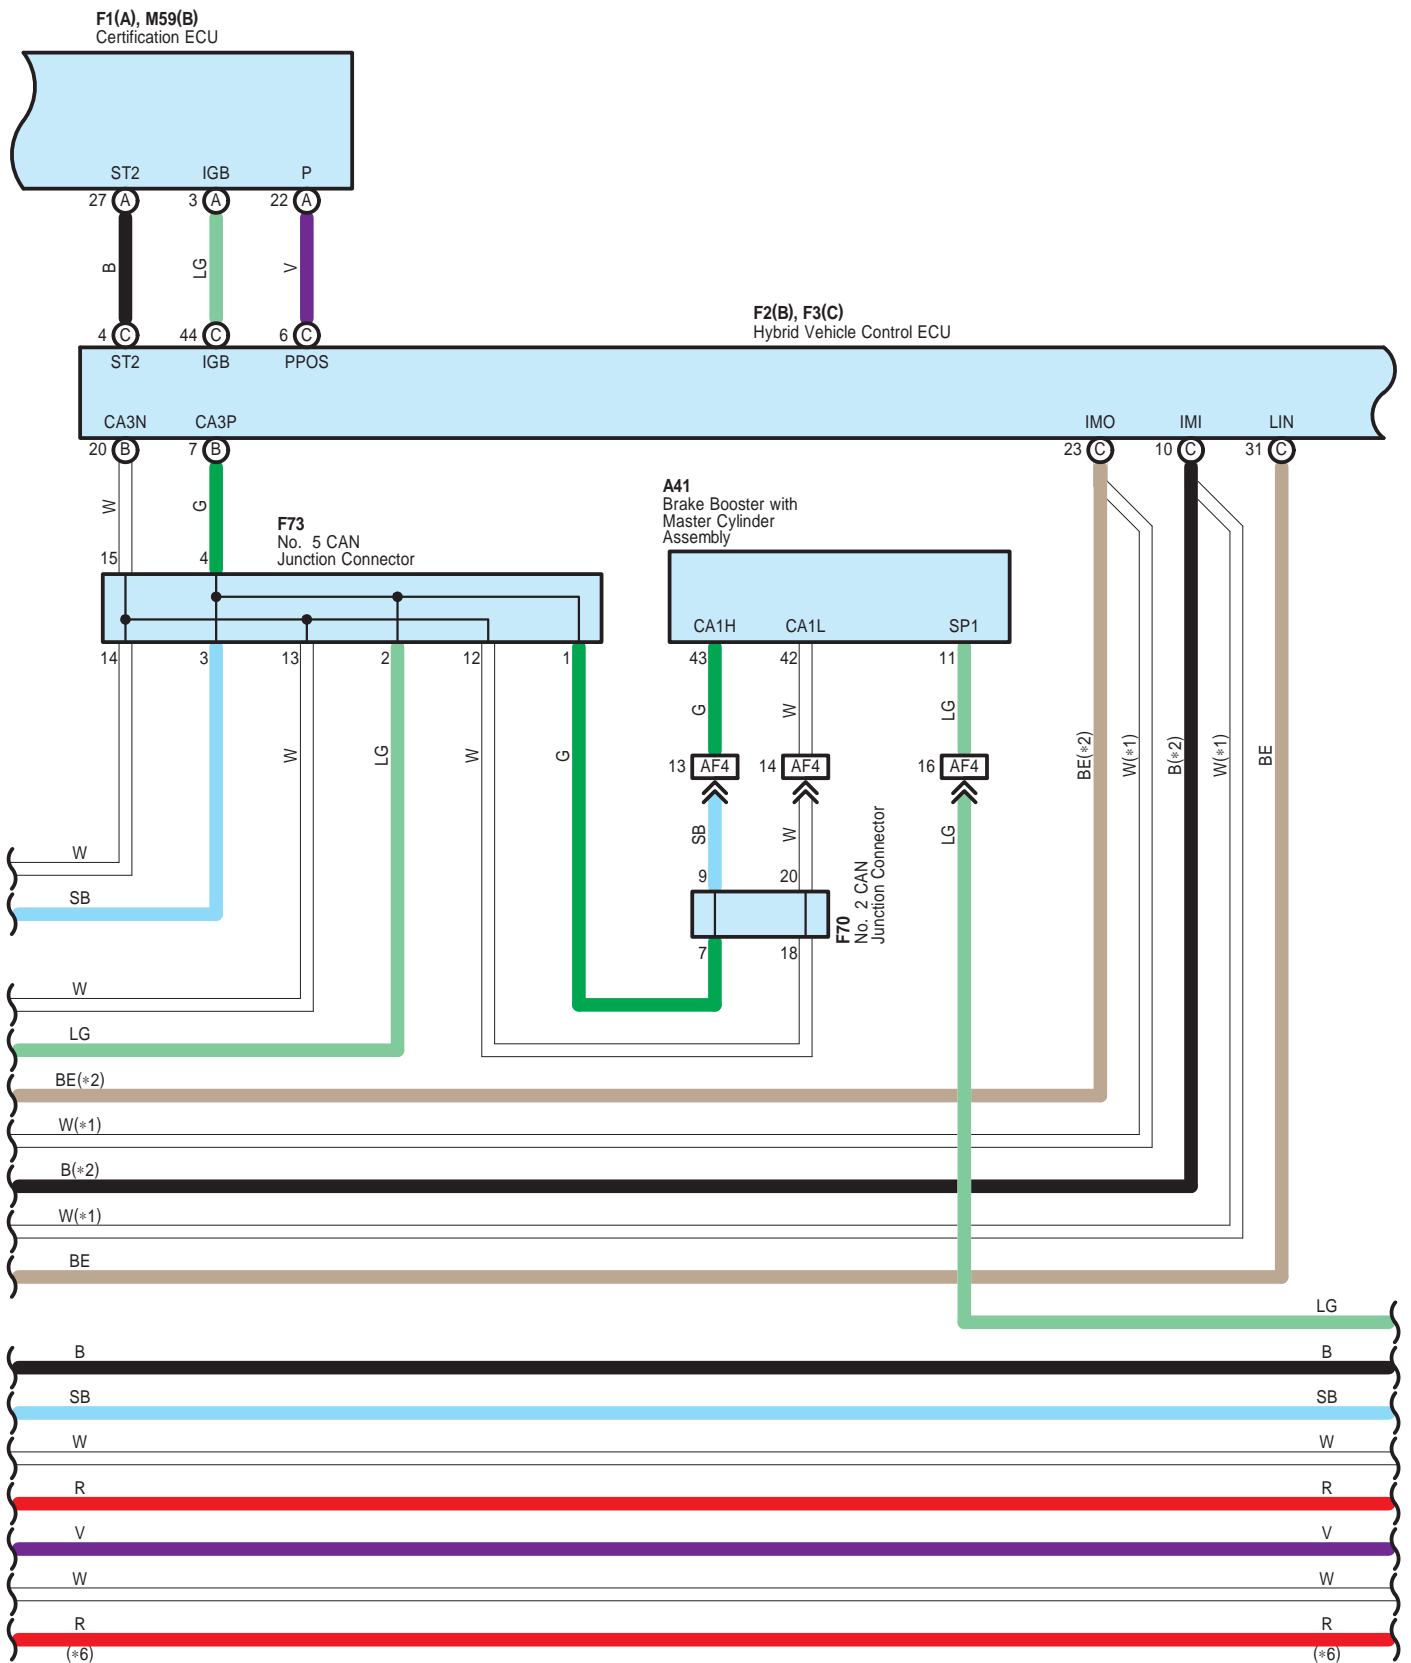 F1(A), M59(B)
Certification ECU
ST2 IGB P
27 A 3 A 22 A
B LG V
F2(B), F3(C)
Hybrid Vehicle Control ECU
4 C 44 C 6 C
ST2 IGB PPOS
CA3N CA3P IMO IMI LIN
20 B 7 B 23 C 10 C 31 C
W G
A41
Brake Booster with
Master Cylinder
Assembly
F73
No. 5 CAN
Junction Connector
15 4
CA1H CA1L SP1
14 3 13 2 12 1 43 42 11
G W LG
W LG W G BE(*2) W(*1) B(*2) W(*1) BE
13 AF4 14 AF4 16 AF4
SB W LG
9 20
F70
No. 2 CAN
Junction Connector
7 18
W
SB
W
LG
BE(*2)
W(*1)
B(*2)
W(*1)
BE
LG
B B
SB SB
W W
R R
V V
W W
R R
(*6) (*6)